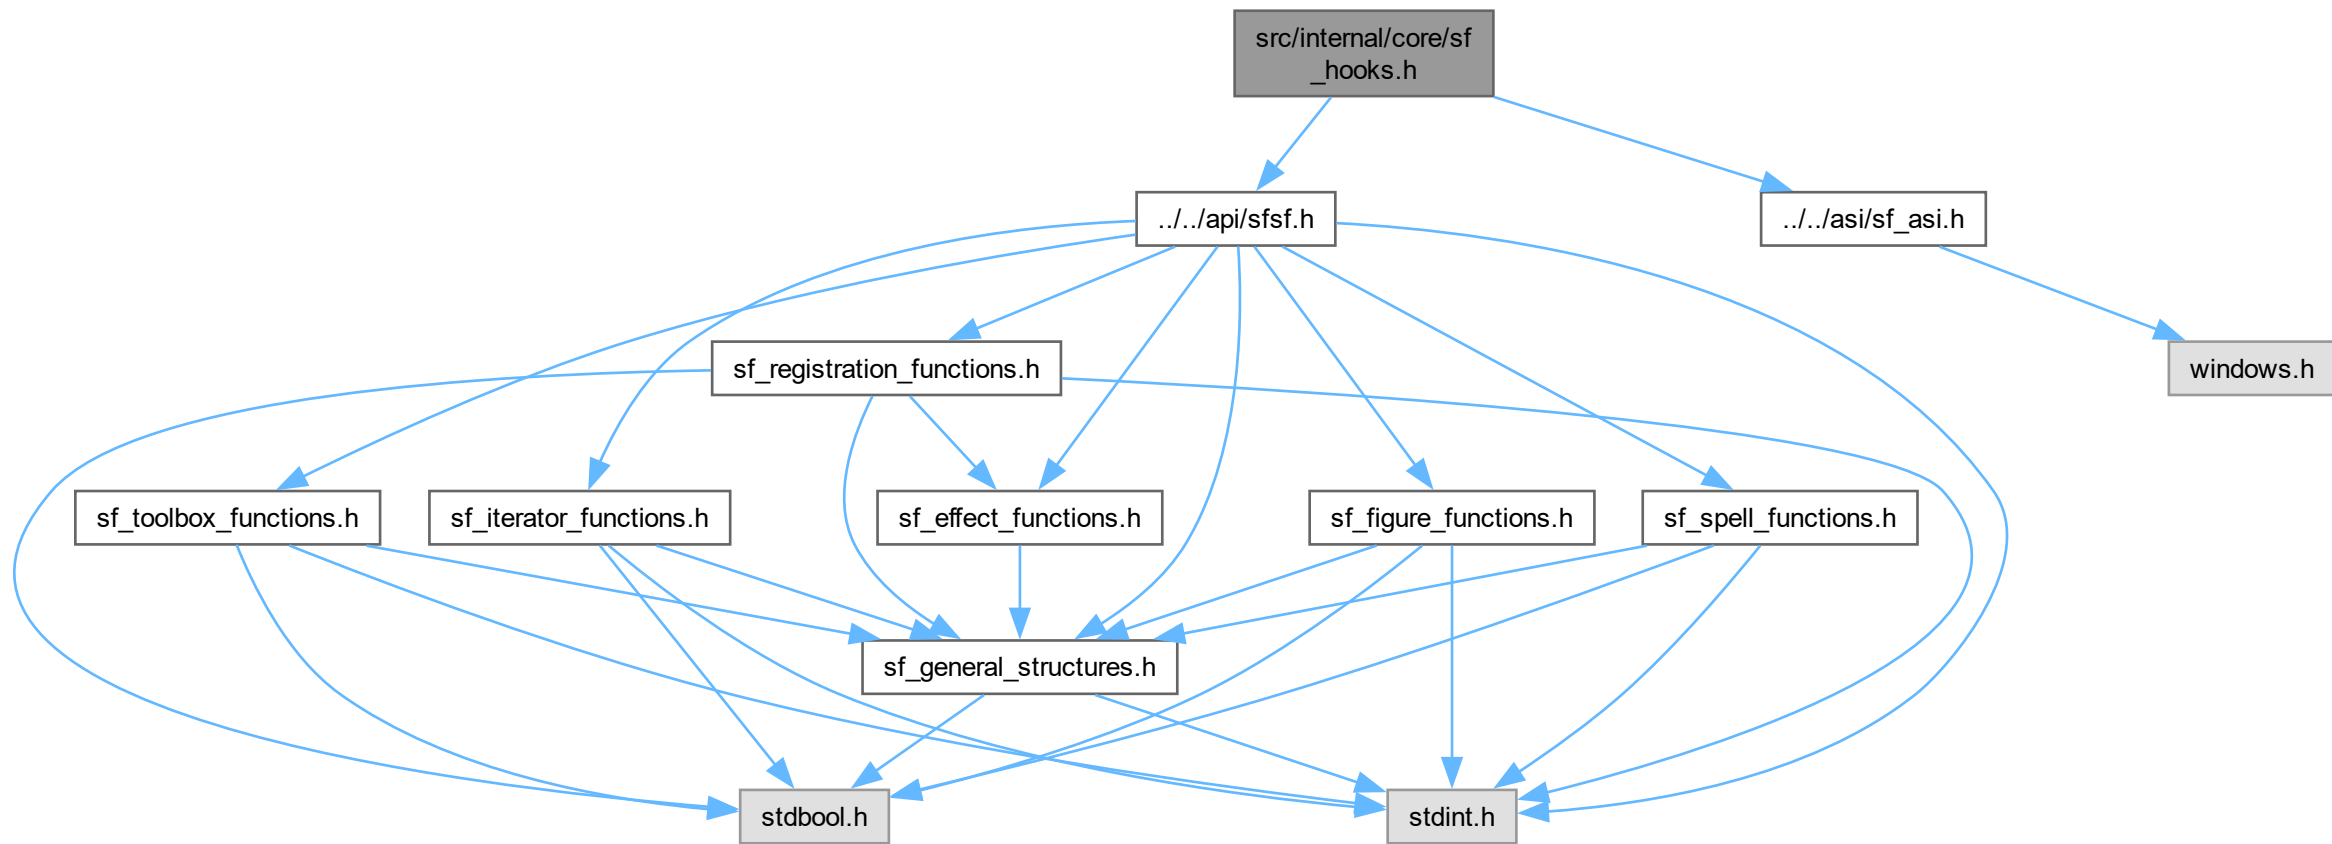 src/internal/core/sf
_hooks.h
../../api/sfsf.h
../../asi/sf_asi.h
sf_registration_functions.h
windows.h
sf_toolbox_functions.h
sf_iterator_functions.h
sf_effect_functions.h
sf_figure_functions.h
sf_spell_functions.h
sf_general_structures.h
stdbool.h
stdint.h